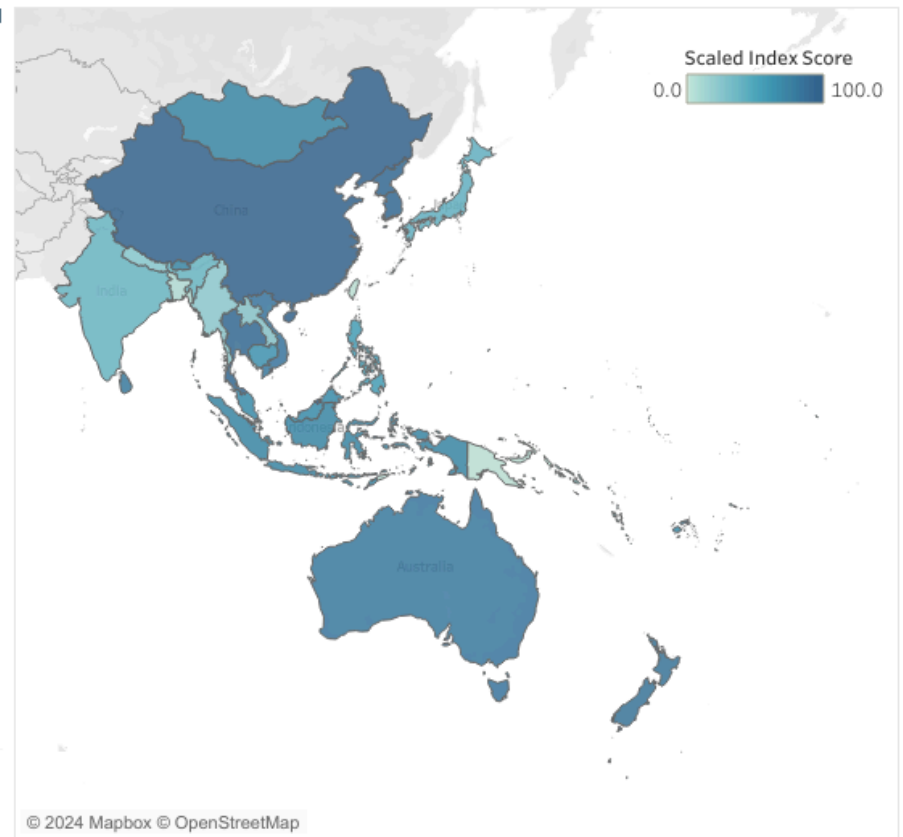 Scaled Index Score
0.0
100.0
China
India
Indonesia
Australia
© 2024 Mapbox © OpenStreetMap